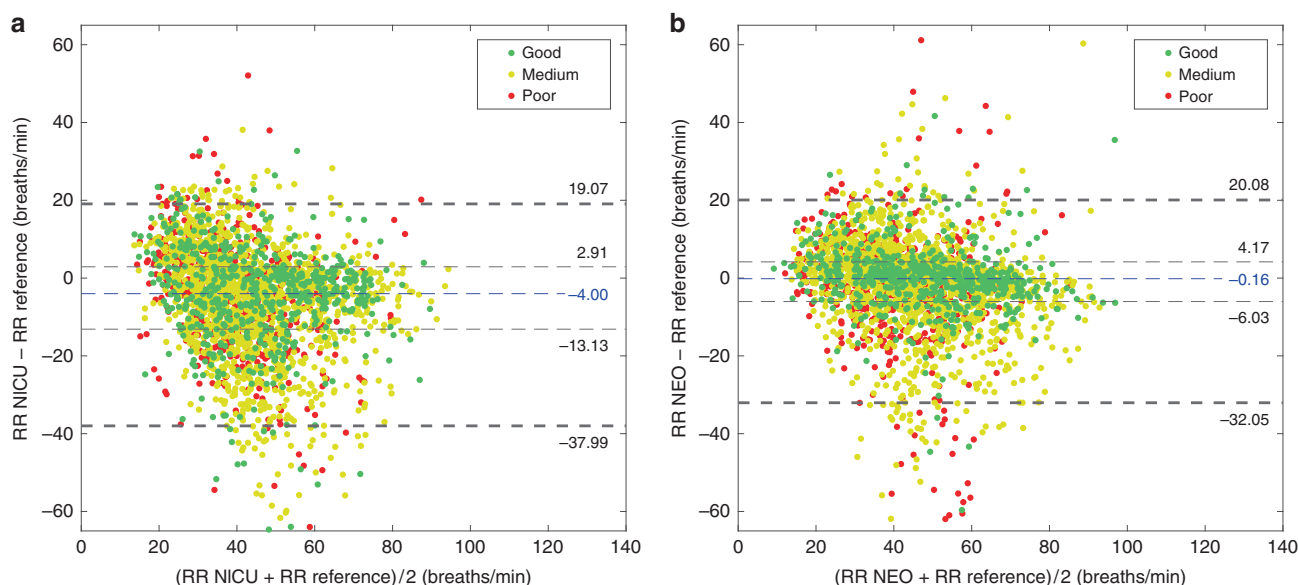 a
60
40
20
0
−20
−40
−60
RR NICU − RR reference (breaths/min)
Good
Medium
Poor
19.07
2.91
−4.00
−13.13
−37.99
0 20 40 60 80 100 120 140
(RR NICU + RR reference)/2 (breaths/min)
b
60
40
20
0
−20
−40
−60
RR NEO − RR reference (breaths/min)
Good
Medium
Poor
20.08
4.17
−0.16
−6.03
−32.05
0 20 40 60 80 100 120 140
(RR NEO + RR reference)/2 (breaths/min)